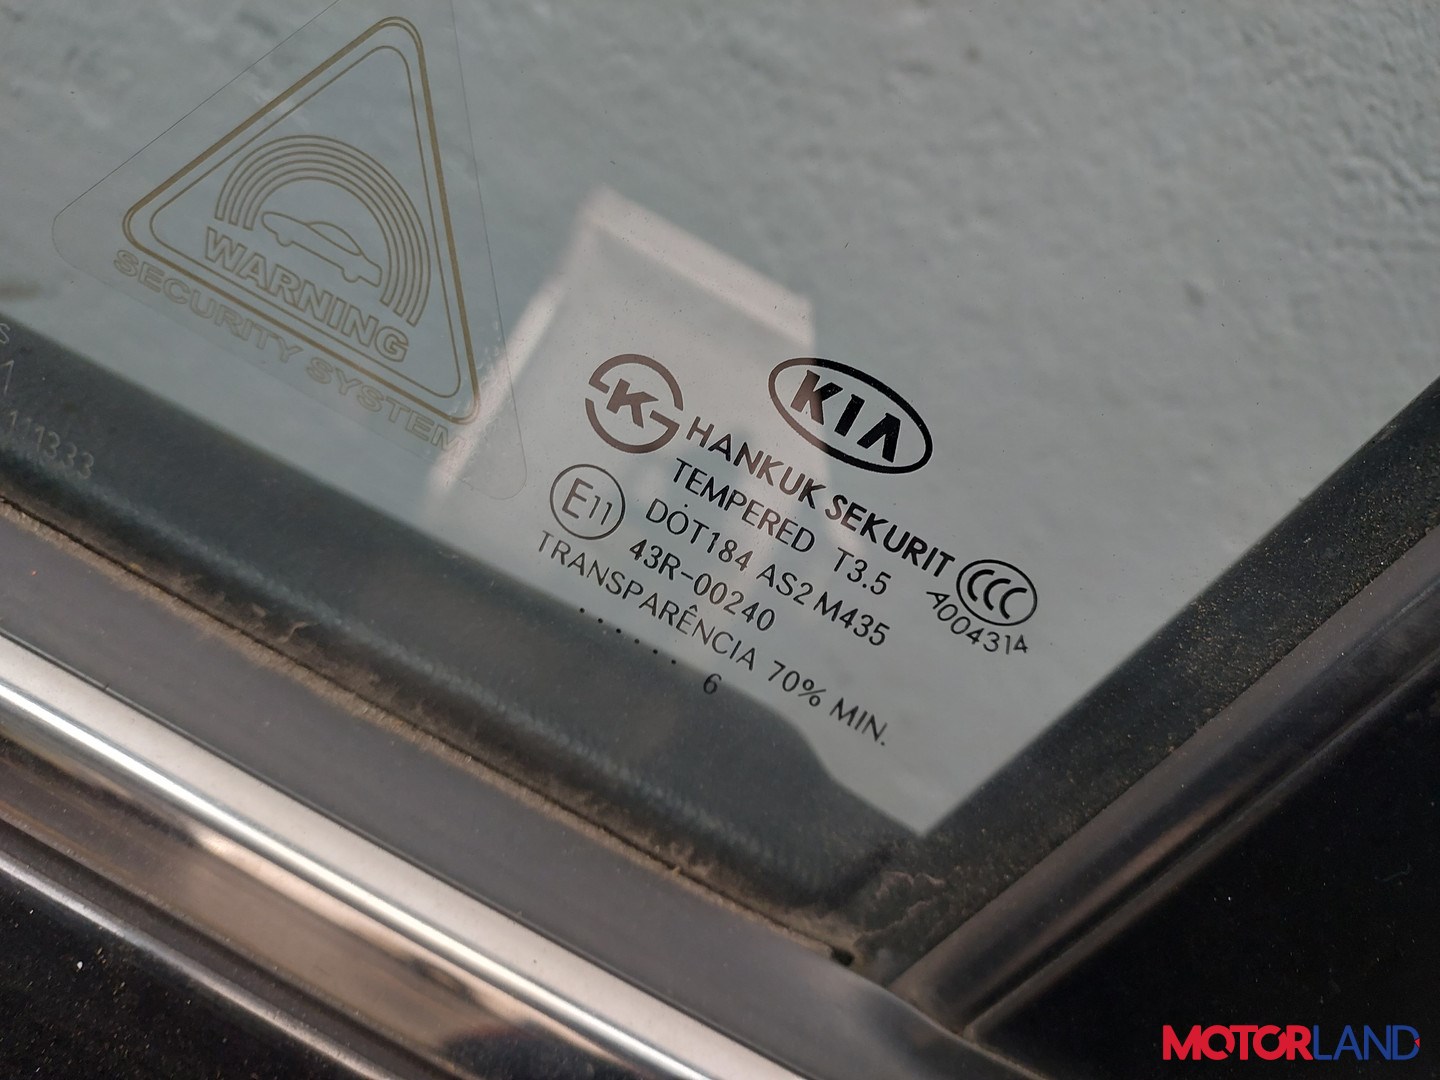 WARNING
SECURITY SYSTEM
111333
KIA
K
HANKUK SEKURIT
TEMPERED T3.5
E11
DOT184 AS2 M435
CCC
43R-00240
A004314
TRANSPARÊNCIA 70% MIN.
. . . . . . . 6
MOTORLAND